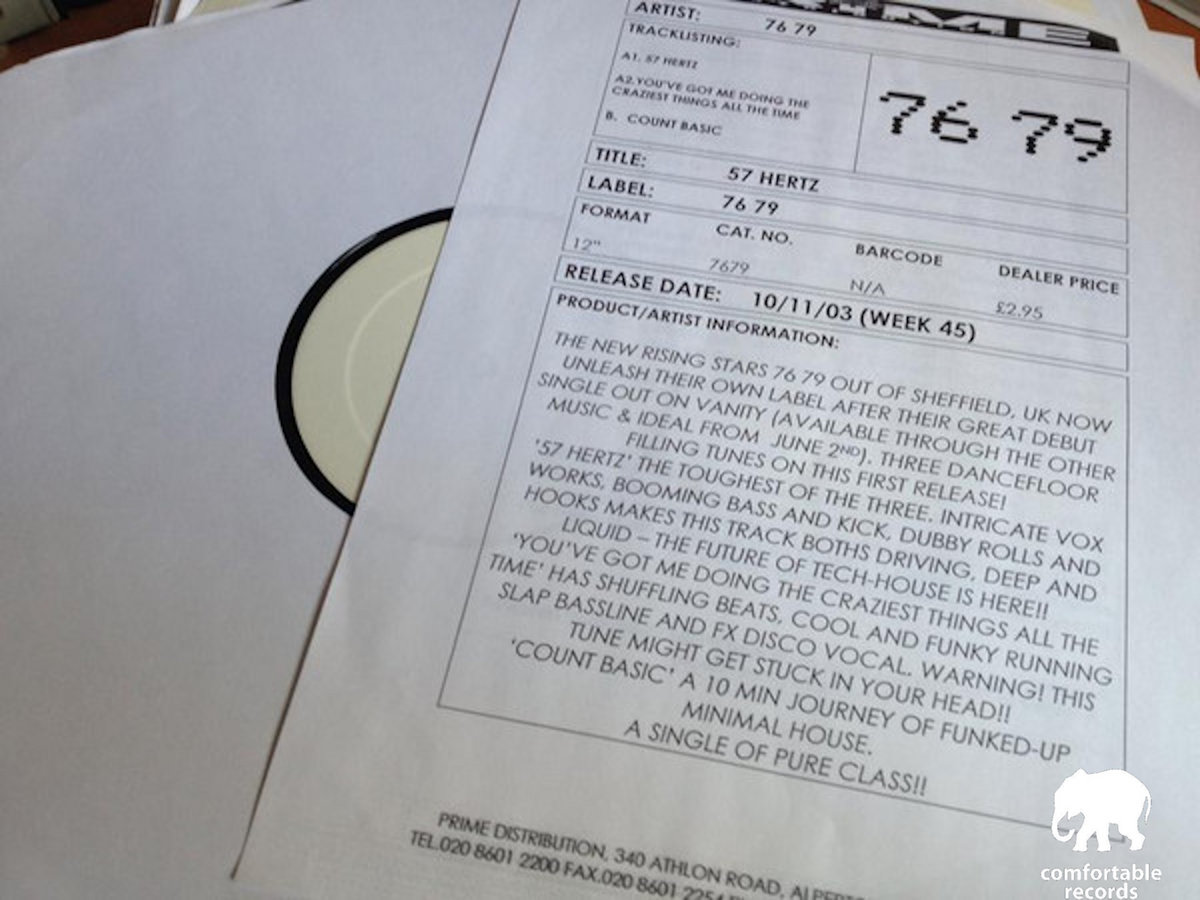 ARTIST: 76 79
TRACKLISTING:
A1. 57 HERTZ
A2.YOU'VE GOT ME DOING THE
CRAZIEST THINGS ALL THE TIME
B. COUNT BASIC
76 79
TITLE: 57 HERTZ
LABEL: 76 79
FORMAT CAT. NO. BARCODE DEALER PRICE
12" 7679 N/A £2.95
RELEASE DATE: 10/11/03 (WEEK 45)
PRODUCT/ARTIST INFORMATION:
THE NEW RISING STARS 76 79 OUT OF SHEFFIELD, UK NOW
UNLEASH THEIR OWN LABEL AFTER THEIR GREAT DEBUT
SINGLE OUT ON VANITY (AVAILABLE THROUGH THE OTHER
MUSIC & IDEAL FROM JUNE 2ND). THREE DANCEFLOOR
FILLING TUNES ON THIS FIRST RELEASE!
'57 HERTZ' THE TOUGHEST OF THE THREE. INTRICATE VOX
WORKS, BOOMING BASS AND KICK, DUBBY ROLLS AND
HOOKS MAKES THIS TRACK BOTHS DRIVING, DEEP AND
LIQUID – THE FUTURE OF TECH-HOUSE IS HERE!!
'YOU'VE GOT ME DOING THE CRAZIEST THINGS ALL THE
TIME' HAS SHUFFLING BEATS, COOL AND FUNKY RUNNING
SLAP BASSLINE AND FX DISCO VOCAL. WARNING! THIS
TUNE MIGHT GET STUCK IN YOUR HEAD!!
'COUNT BASIC' A 10 MIN JOURNEY OF FUNKED-UP
MINIMAL HOUSE.
A SINGLE OF PURE CLASS!!
PRIME DISTRIBUTION, 340 ATHLON ROAD,
TEL.020 8601 2200 FAX.020 8601
comfortable
records